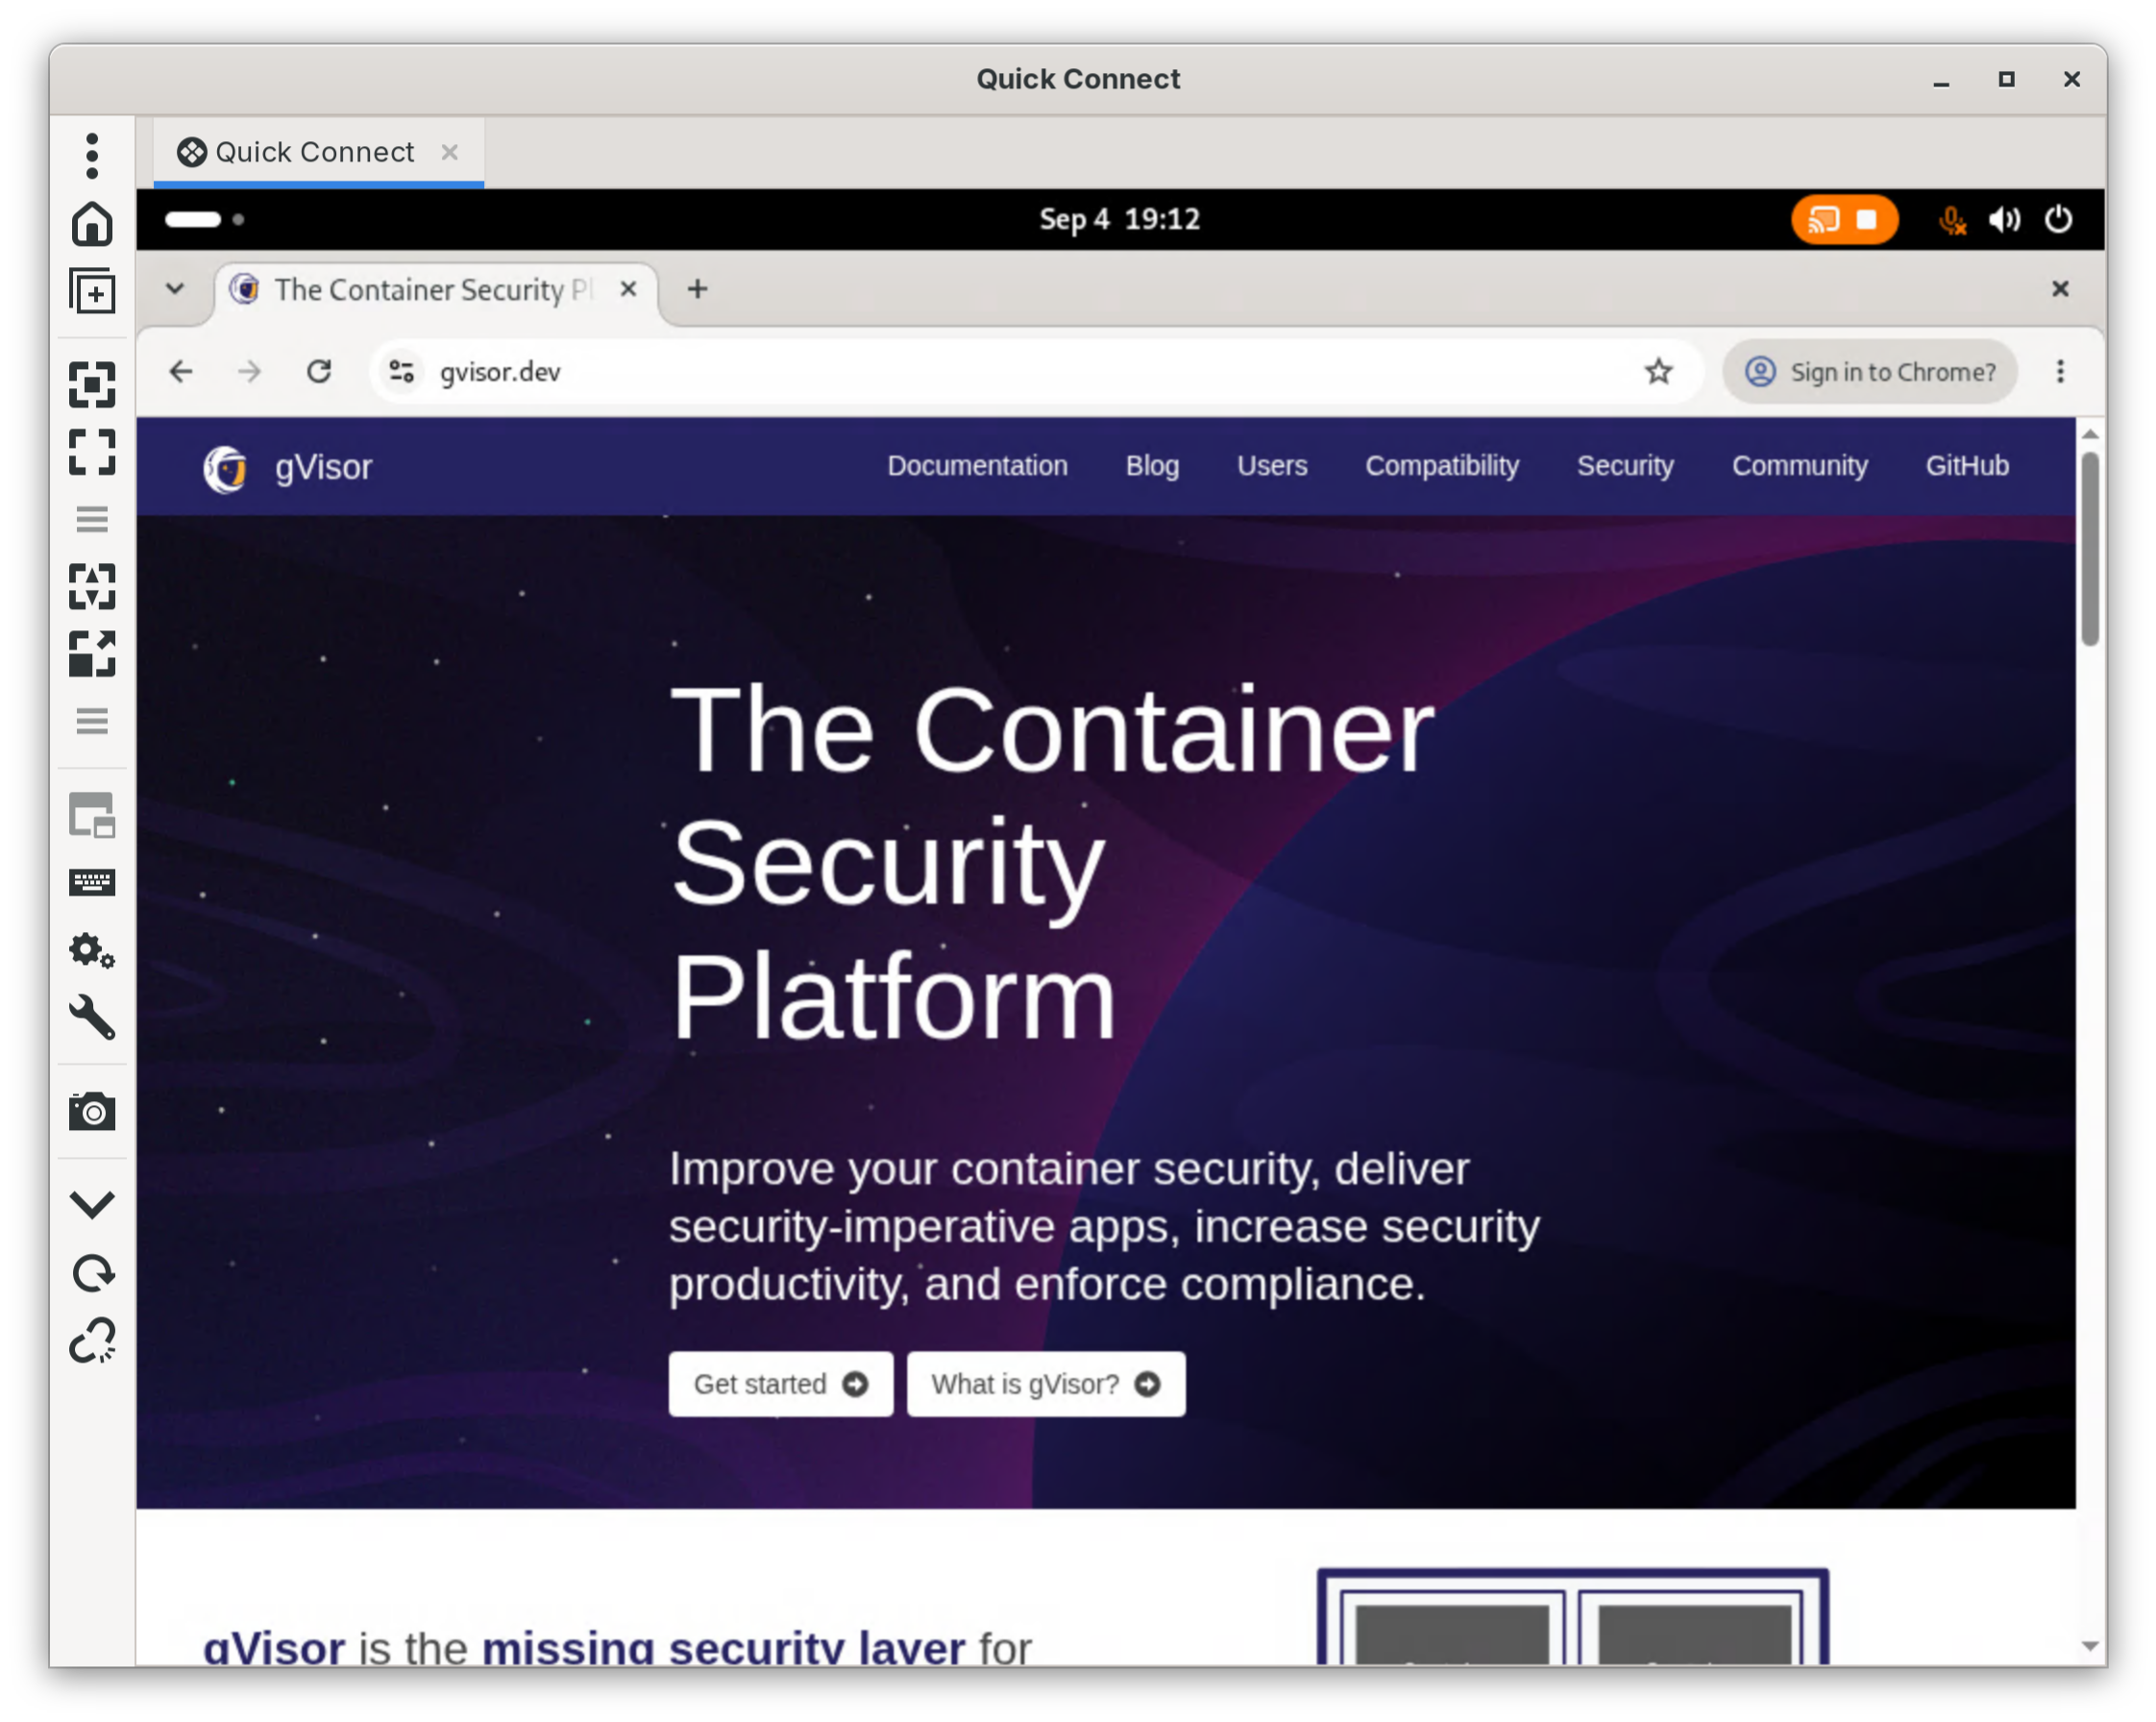 Quick Connect
Quick Connect
Sep 4 19:12
The Container Security Pl
gvisor.dev
Sign in to Chrome?
gVisor
Documentation Blog Users Compatibility Security Community GitHub
The Container
Security
Platform
Improve your container security, deliver
security-imperative apps, increase security
productivity, and enforce compliance.
Get started What is gVisor?
gVisor is the missing security layer for